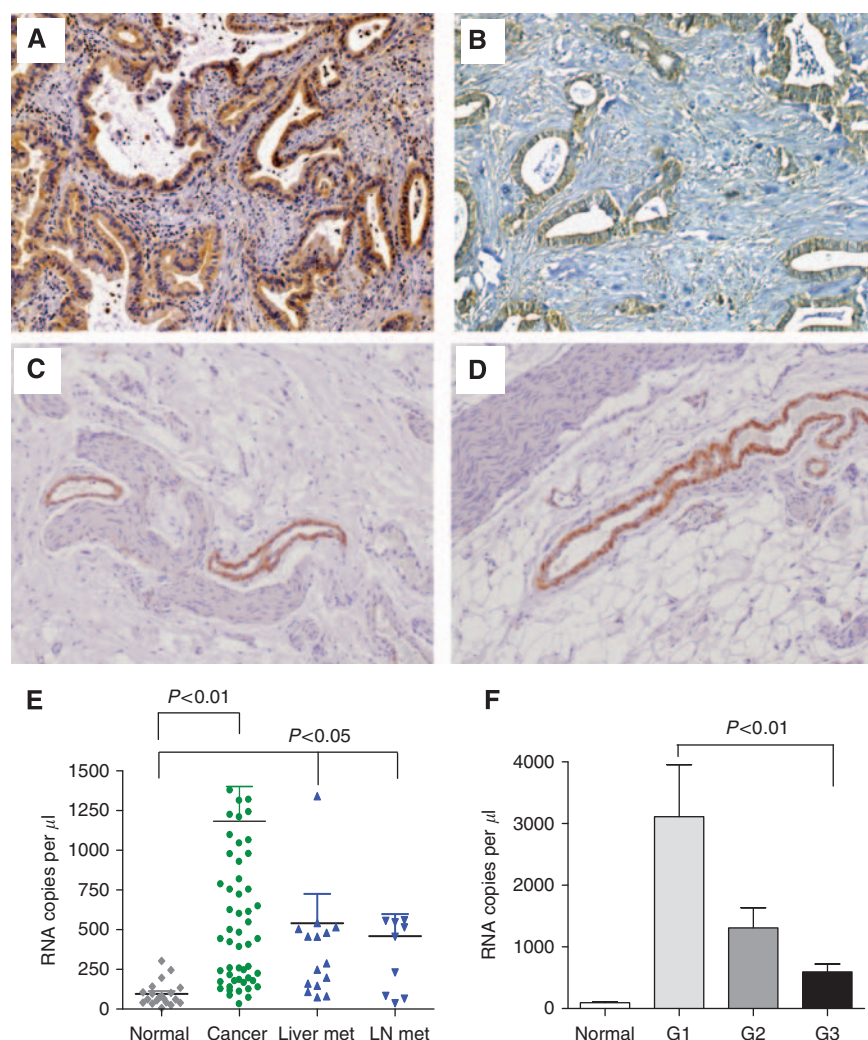 A
B
C
D
E
P<0.01
P<0.05
RNA copies per μl
1500
1250
1000
750
500
250
0
Normal Cancer Liver met LN met
F
P<0.01
RNA copies per μl
4000
3000
2000
1000
0
Normal G1 G2 G3